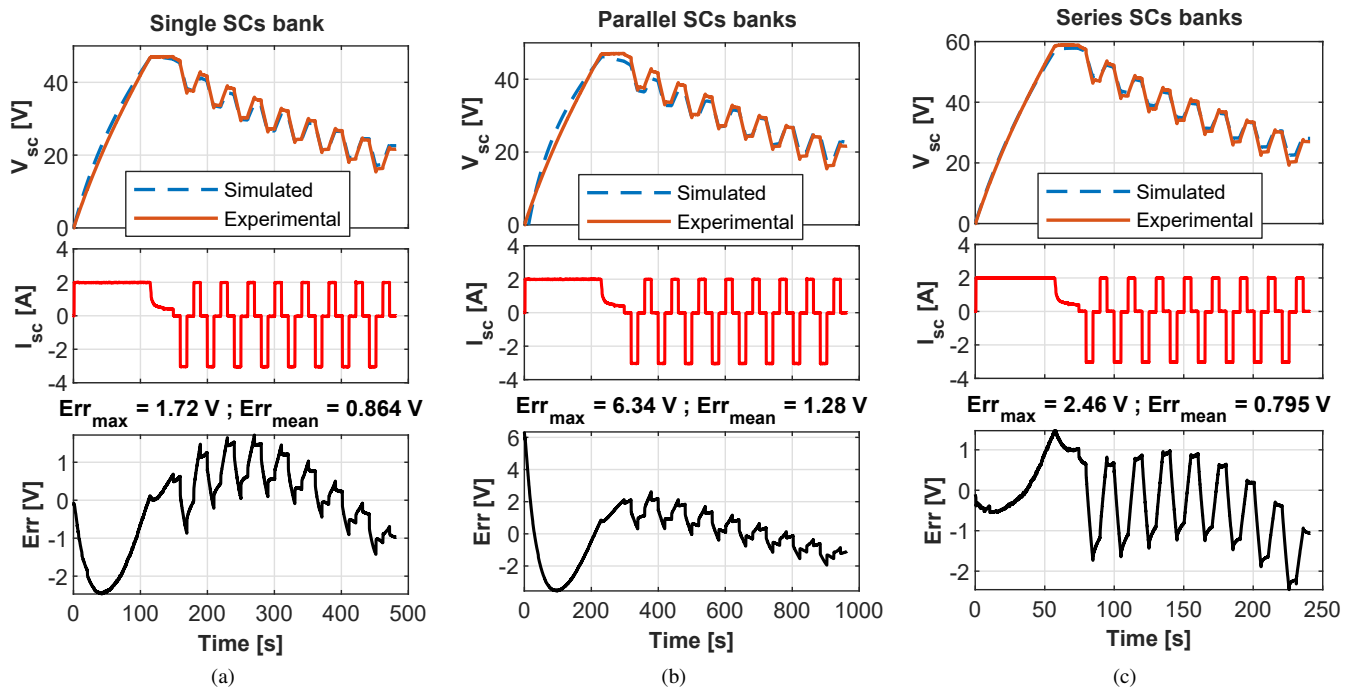 Single SCs bank
60
40
20
0
V_sc [V]
Simulated
Experimental
4
2
0
-2
-4
I_sc [A]
Err_max = 1.72 V ; Err_mean = 0.864 V
1
0
-1
-2
Err [V]
0 100 200 300 400 500
Time [s]
(a)
Parallel SCs banks
40
20
0
V_sc [V]
Simulated
Experimental
4
2
0
-2
-4
I_sc [A]
Err_max = 6.34 V ; Err_mean = 1.28 V
6
4
2
0
-2
Err [V]
0 200 400 600 800 1000
Time [s]
(b)
Series SCs banks
60
40
20
0
V_sc [V]
Simulated
Experimental
4
2
0
-2
-4
I_sc [A]
Err_max = 2.46 V ; Err_mean = 0.795 V
1
0
-1
-2
Err [V]
0 50 100 150 200 250
Time [s]
(c)